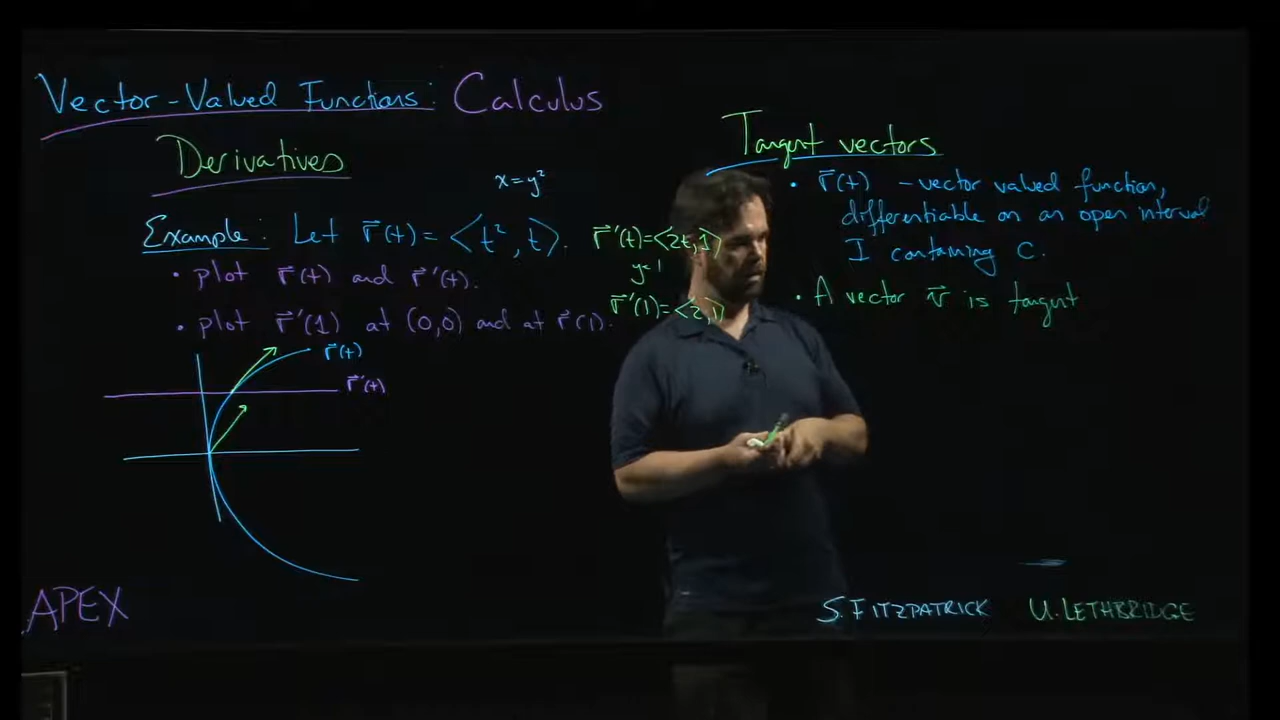 Vector-Valued Functions: Calculus
Derivatives
x = y²
Example: Let r⃗(t) = ⟨t², t⟩. r⃗'(t)=⟨2t,1⟩
• plot r⃗(t) and r⃗'(t). y=1
• plot r⃗'(1) at (0,0) and at r⃗(1). r⃗'(1)=⟨2,1⟩
r⃗(t)
r⃗'(t)
Tangent vectors
• r⃗(t) - vector valued function,
differentiable on an open interval
I containing c.
• A vector v⃗ is tangent
APEX
S. FITZPATRICK U. LETHBRIDGE